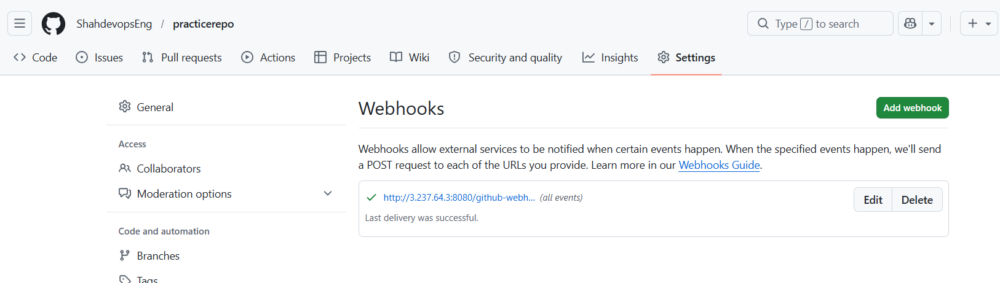 ShahdevopsEng / practicerepo
Type / to search
Code Issues Pull requests Actions Projects Wiki Security and quality Insights Settings
General
Access
Collaborators
Moderation options
Code and automation
Branches
Tags
Webhooks
Add webhook
Webhooks allow external services to be notified when certain events happen. When the specified events happen, we'll send
a POST request to each of the URLs you provide. Learn more in our Webhooks Guide.
http://3.237.64.3:8080/github-webh... (all events)
Edit Delete
Last delivery was successful.